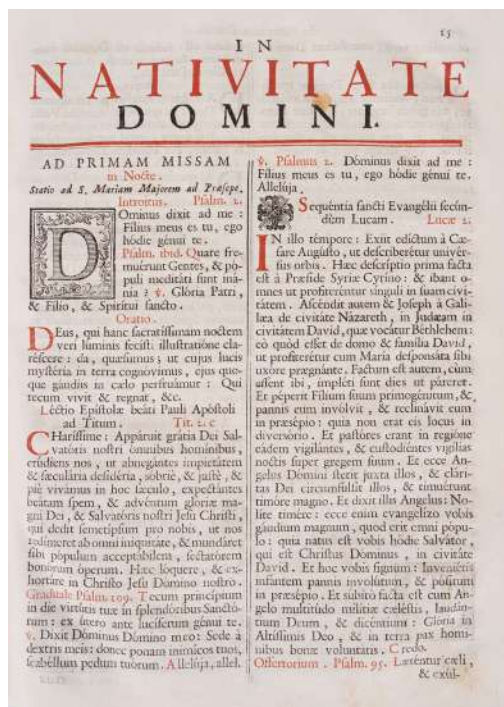 15
IN
NATIVITATE
DOMINI.
AD PRIMAM MISSAM
in Nocte.
Statio ad S. Mariam Majorem ad Præsepe.
Introitus. Psalm. 2.
DOminus dixit ad me :
Filius meus es tu, ego
hódie génui te.
Psalm. ibid. Quare fre-
muérunt Gentes, & pó-
puli meditáti sunt iná-
nia ? ℣. Glória Patri,
& Filio, & Spirítui sancto.
Oratio.
DEus, qui hanc sacratíssimam noctem
veri lúminis fecísti illustratióne cla-
réscere : da, quæsumus ; ut cujus lucis
mystéria in terra cognóvimus, ejus quo-
que gáudiis in cælo perfruámur : Qui
tecum vivit & regnat, &c.
Léctio Epístolæ beáti Pauli Apóstoli
ad Titum. Tit. 2. c
CHaríssime : Appáruit grátia Dei Sal-
vatóris nostri ómnibus homínibus,
erúdiens nos, ut abnegántes impietátem
& sæculária desidéria, sóbriè, & justè, &
piè vivámus in hoc sæculo, expectántes
beátam spem, & advéntum glóriæ ma-
gni Dei, & Salvatóris nostri Jesu Christi,
qui dedit semetípsum pro nobis, ut nos
redímeret ab omni iniquitáte, & mundáret
sibi pópulum acceptábilem, sectatórem
bonórum óperum. Hæc lóquere, & ex-
hortáre in Christo Jesu Dómino nostro.
Graduale Psalm. 109. Tecum princípium
in die virtútis tuæ in splendóribus Sanctó-
rum : ex útero ante lucíferum génui te.
℣. Dixit Dóminus Dómino meo : Sede à
dextris meis : donec ponam inimícos tuos,
scabéllum pedum tuórum. Allelúja, allel.
℣. Psalmus 2. Dóminus dixit ad me :
Fílius meus es tu, ego hódie génui te.
Allelúja.
Sequéntia sancti Evangélii secún-
dùm Lucam. Lucæ 2.
IN illo témpore : Exiit edíctum à Cæ-
sare Augústo, ut describerétur univér-
sus orbis. Hæc descríptio prima facta
est à Præside Syriæ Cyríno : & ibant o-
mnes ut profiteréntur sínguli in suam civi-
tátem. Ascéndit autem & Joseph à Gali-
læa de civitáte Názareth, in Judæam in
civitátem David, quæ vocátur Béthlehem :
eò quòd esset de domo & família David,
ut profiterétur cum María desponsáta sibi
uxóre prægnánte. Factum est autem, cùm
essent ibi, impléti sunt dies ut páreret.
Et péperit Fílium suum primogénitum, &
pannis eum invólvit, & reclinávit eum
in præsépio : quia non erat eis locus in
diversório. Et pastóres erant in regióne
eádem vigilántes, & custodiéntes vigílias
noctis super gregem suum. Et ecce An-
gelus Dómini stetit juxta illos, & clári-
tas Dei circumfúlsit illos, & timuérunt
timóre magno. Et dixit illis Angelus: No-
líte timére : ecce enim evangelízo vobis
gáudium magnum, quod erit omni pópu-
lo : quia natus est vobis hódie Salvátor,
qui est Christus Dóminus, in civitáte
David. Et hoc vobis signum : Inveniétis
infántem pannis involútum, & pósitum
in præsépio. Et súbitò facta est cum An-
gelo multitúdo milítiæ cæléstis, laudán-
tium Deum, & dicéntium : Glória in
Altíssimis Deo, & in terra pax homí-
nibus bonæ voluntátis. Credo.
Offertorium. Psalm. 95. Læténtur cæli,
& exúl-